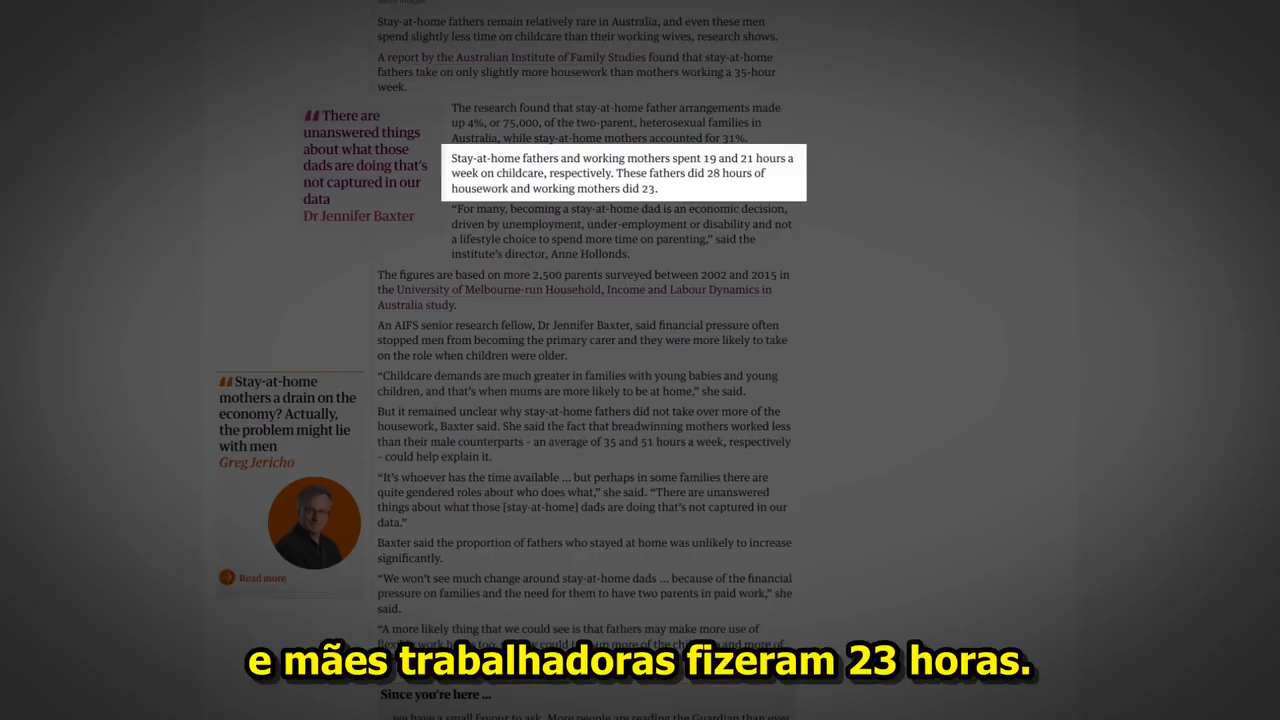 Stay-at-home fathers remain relatively rare in Australia, and even these men
spend slightly less time on childcare than their working wives, research shows.
A report by the Australian Institute of Family Studies found that stay-at-home
fathers take on only slightly more housework than mothers working a 35-hour
week.
There are
unanswered things
about what those
dads are doing that's
not captured in our
data
Dr Jennifer Baxter
The research found that stay-at-home father arrangements made
up 4%, or 75,000, of the two-parent, heterosexual families in
Australia, while stay-at-home mothers accounted for 31%.
Stay-at-home fathers and working mothers spent 19 and 21 hours a
week on childcare, respectively. These fathers did 28 hours of
housework and working mothers did 23.
“For many, becoming a stay-at-home dad is an economic decision,
driven by unemployment, under-employment or disability and not
a lifestyle choice to spend more time on parenting,” said the
institute's director, Anne Hollonds.
The figures are based on more 2,500 parents surveyed between 2002 and 2015 in
the University of Melbourne-run Household, Income and Labour Dynamics in
Australia study.
An AIFS senior research fellow, Dr Jennifer Baxter, said financial pressure often
stopped men from becoming the primary carer and they were more likely to take
on the role when children were older.
Stay-at-home
mothers a drain on the
economy? Actually,
the problem might lie
with men
Greg Jericho
Read more
“Childcare demands are much greater in families with young babies and young
children, and that's when mums are more likely to be at home,” she said.
But it remained unclear why stay-at-home fathers did not take over more of the
housework, Baxter said. She said the fact that breadwinning mothers worked less
than their male counterparts – an average of 35 and 51 hours a week, respectively
– could help explain it.
“It's whoever has the time available ... but perhaps in some families there are
quite gendered roles about who does what,” she said. “There are unanswered
things about what those [stay-at-home] dads are doing that's not captured in our
data.”
Baxter said the proportion of fathers who stayed at home was unlikely to increase
significantly.
“We won't see much change around stay-at-home dads ... because of the financial
pressure on families and the need for them to have two parents in paid work,” she
said.
“A more likely thing that we could see is that fathers may make more use of
e mães trabalhadoras fizeram 23 horas.
Since you're here ...
... we have a small favour to ask. More people are reading the Guardian than ever